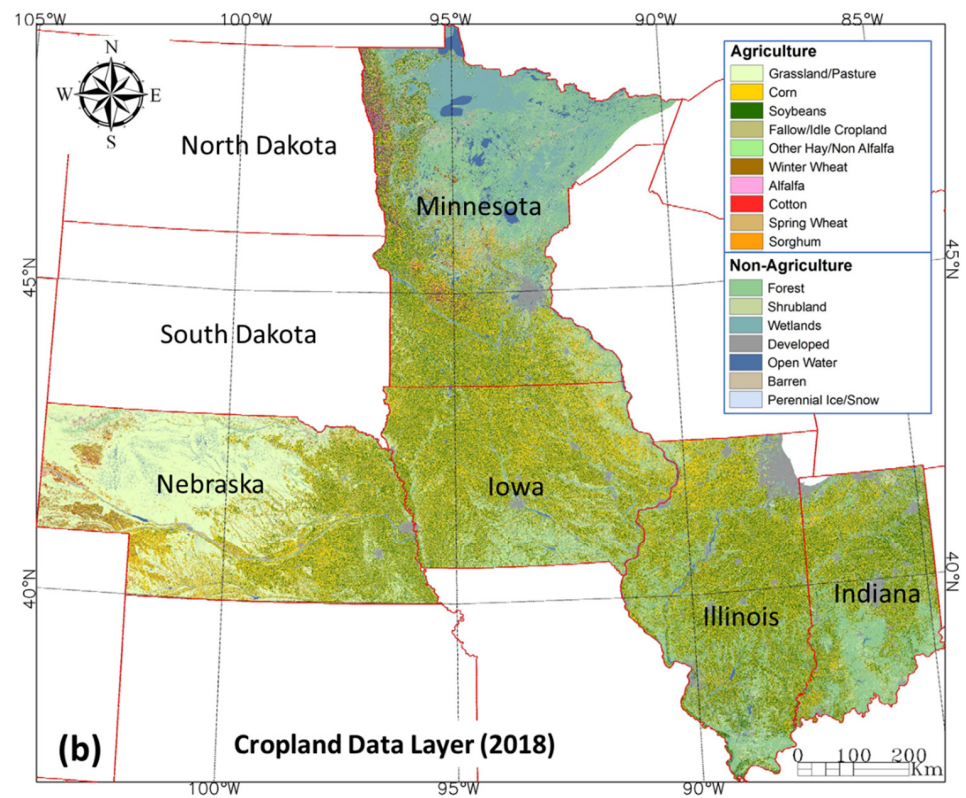 105°W
100°W
95°W
90°W
85°W
N
W
E
S
North Dakota
Minnesota
South Dakota
Nebraska
Iowa
Illinois
Indiana
45°N
40°N
45°N
40°N
Agriculture
Grassland/Pasture
Corn
Soybeans
Fallow/Idle Cropland
Other Hay/Non Alfalfa
Winter Wheat
Alfalfa
Cotton
Spring Wheat
Sorghum
Non-Agriculture
Forest
Shrubland
Wetlands
Developed
Open Water
Barren
Perennial Ice/Snow
(b)
Cropland Data Layer (2018)
0 100 200
Km
100°W
95°W
90°W